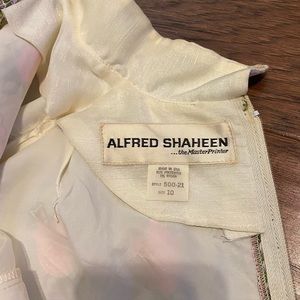 ALFRED SHAHEEN
...the MasterPrinter
MADE IN USA
STYLE 500-21
SIZE 10